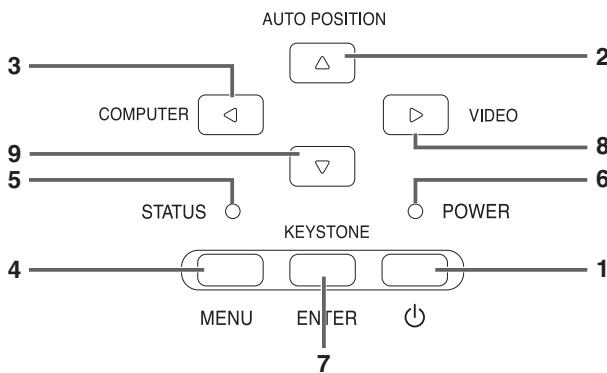 AUTO POSITION
3
2
COMPUTER
VIDEO
8
9
5
6
STATUS
POWER
KEYSTONE
4
1
MENU
ENTER
7